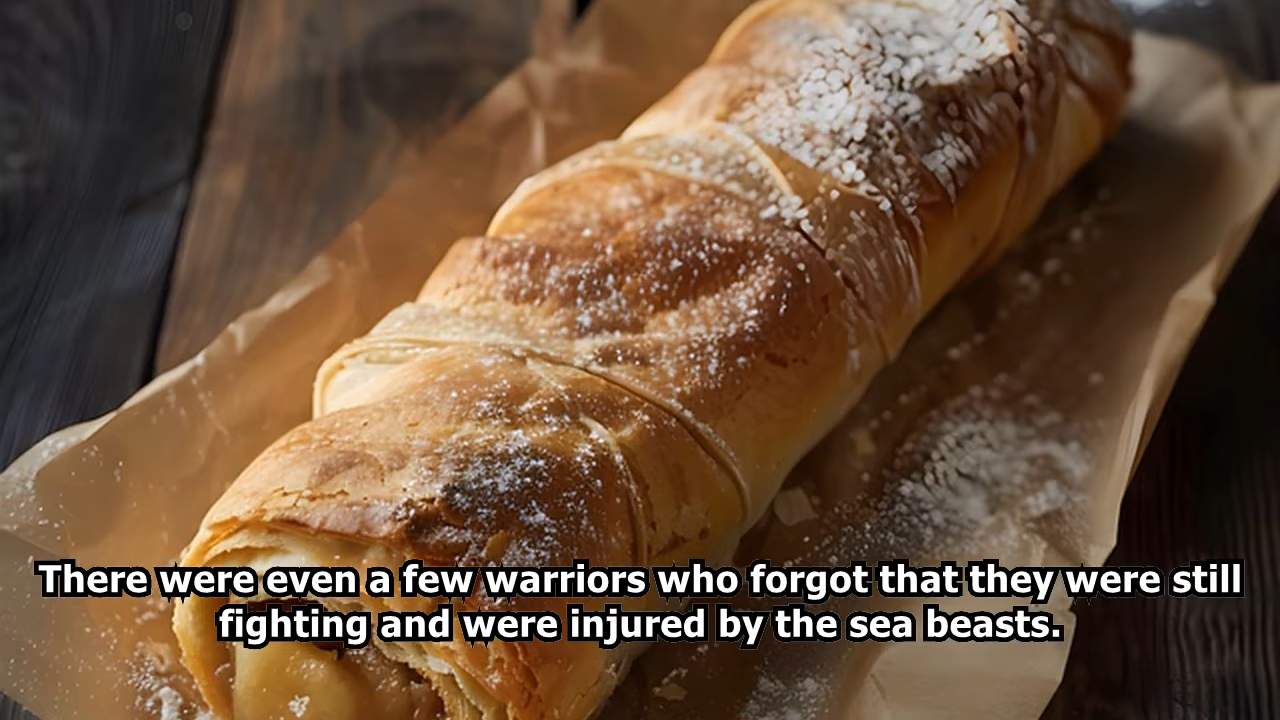 There were even a few warriors who forgot that they were still
fighting and were injured by the sea beasts.